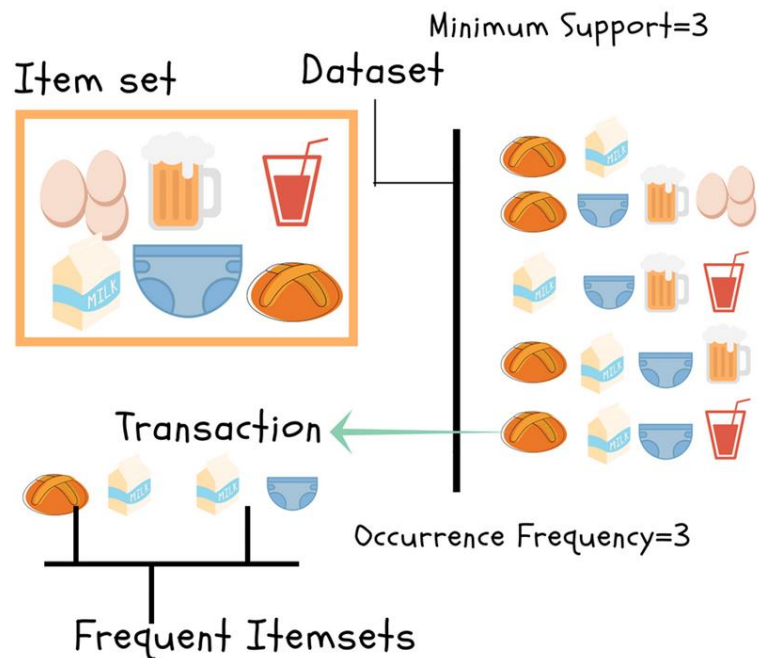 Minimum Support=3
Item set
Dataset
MILK
MILK
MILK
MILK
MILK
Transaction
MILK
MILK
Occurrence Frequency=3
Frequent Itemsets